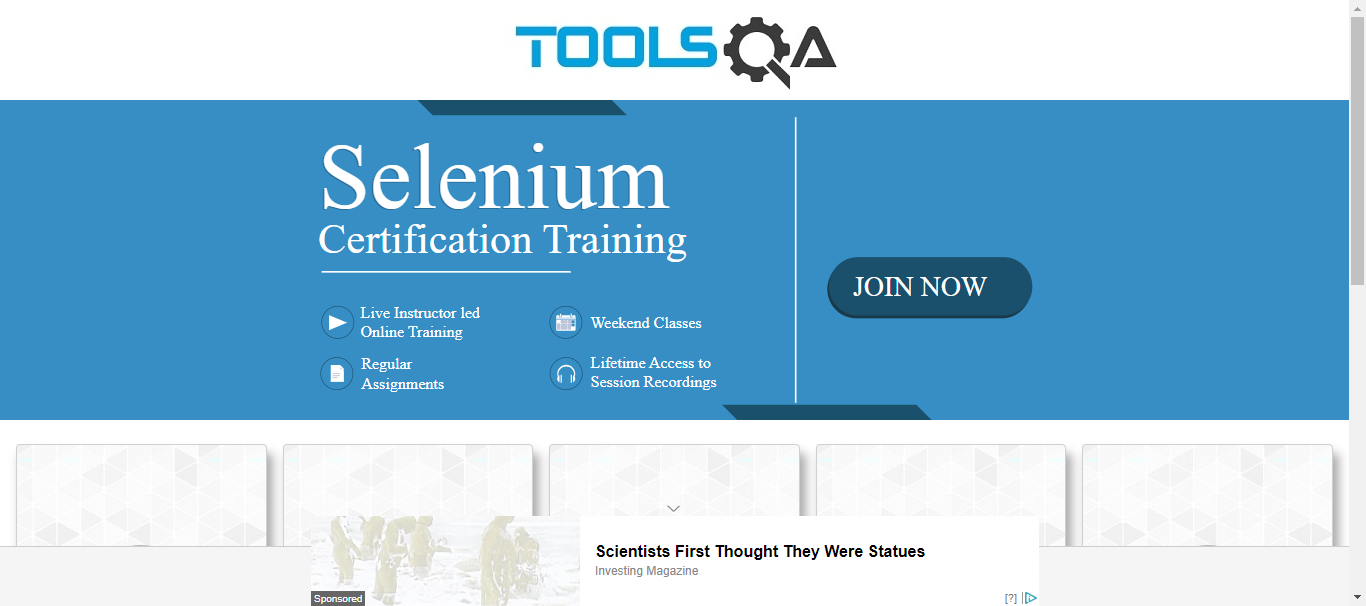 TOOLSQA
Selenium
Certification Training
JOIN NOW
Live Instructor led
Online Training
Weekend Classes
Regular
Assignments
Lifetime Access to
Session Recordings
Scientists First Thought They Were Statues
Investing Magazine
Sponsored
[?]